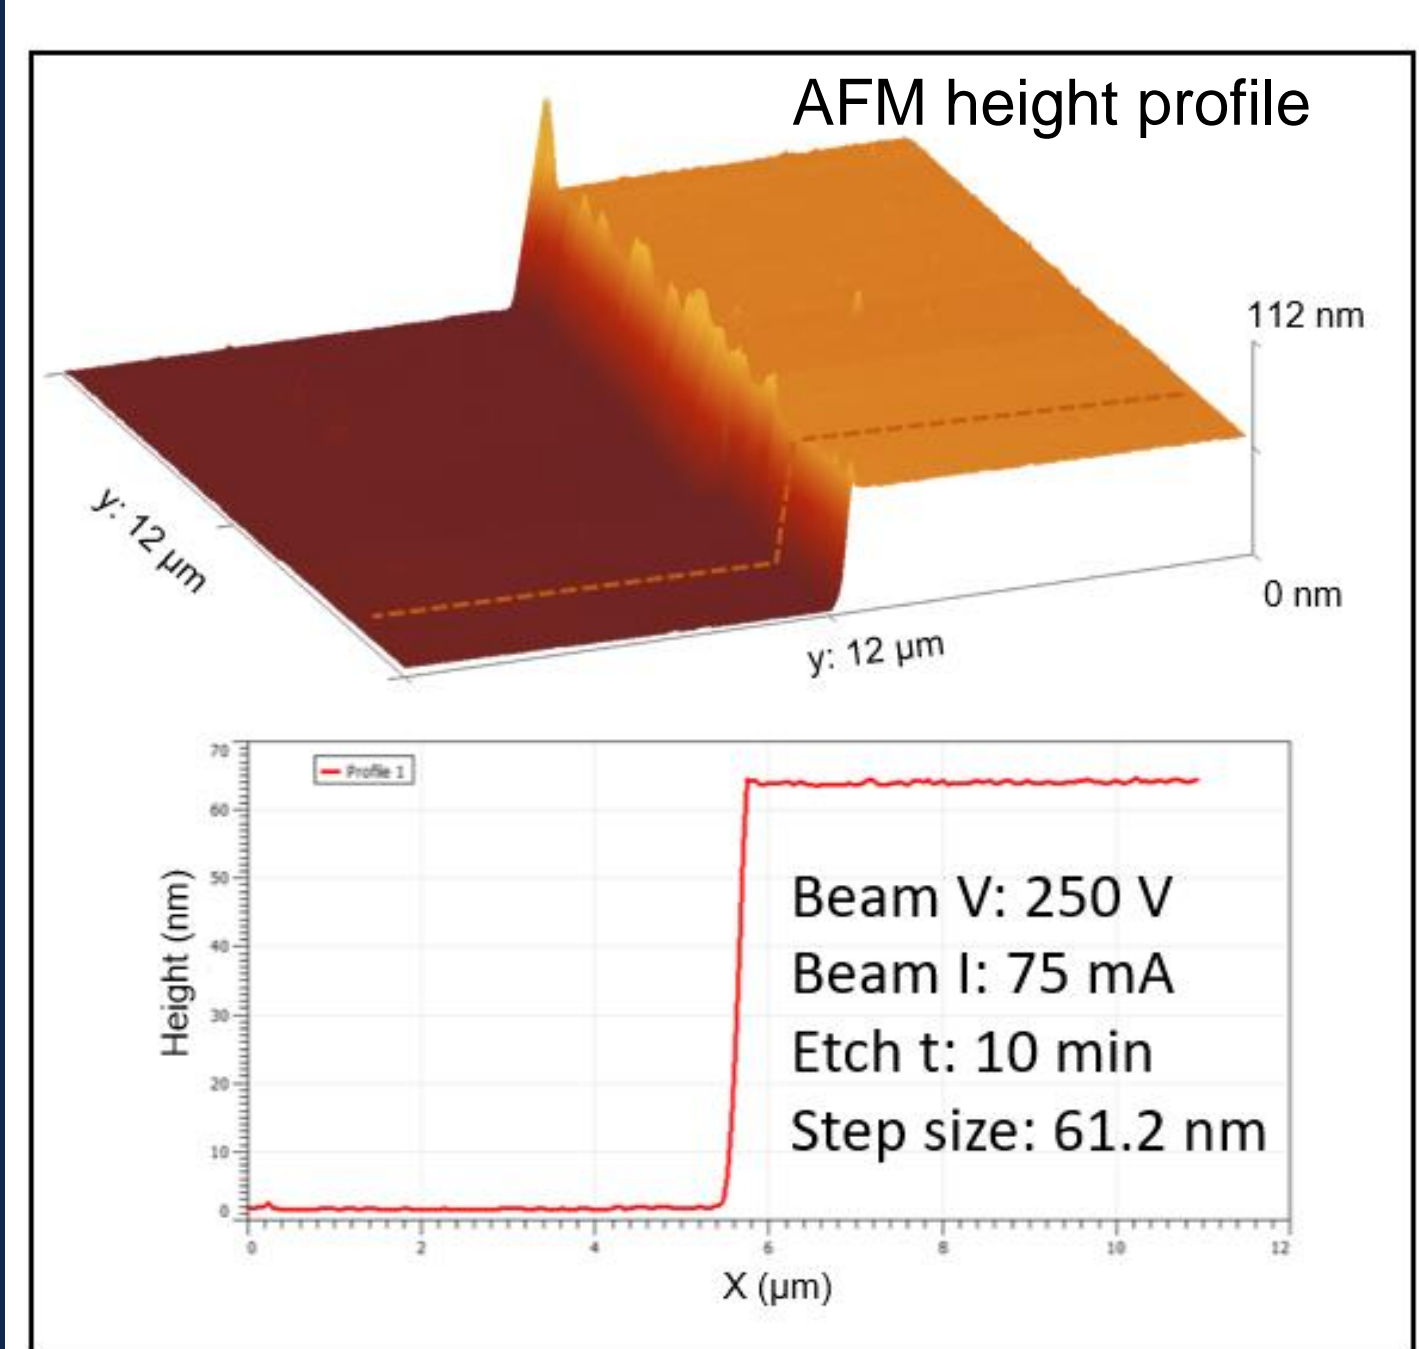 AFM height profile
112 nm
0 nm
y: 12 µm
y: 12 µm
70
Profile 1
60
50
40
30
20
10
0
Height (nm)
Beam V: 250 V
Beam I: 75 mA
Etch t: 10 min
Step size: 61.2 nm
0 2 4 6 8 10 12
X (µm)